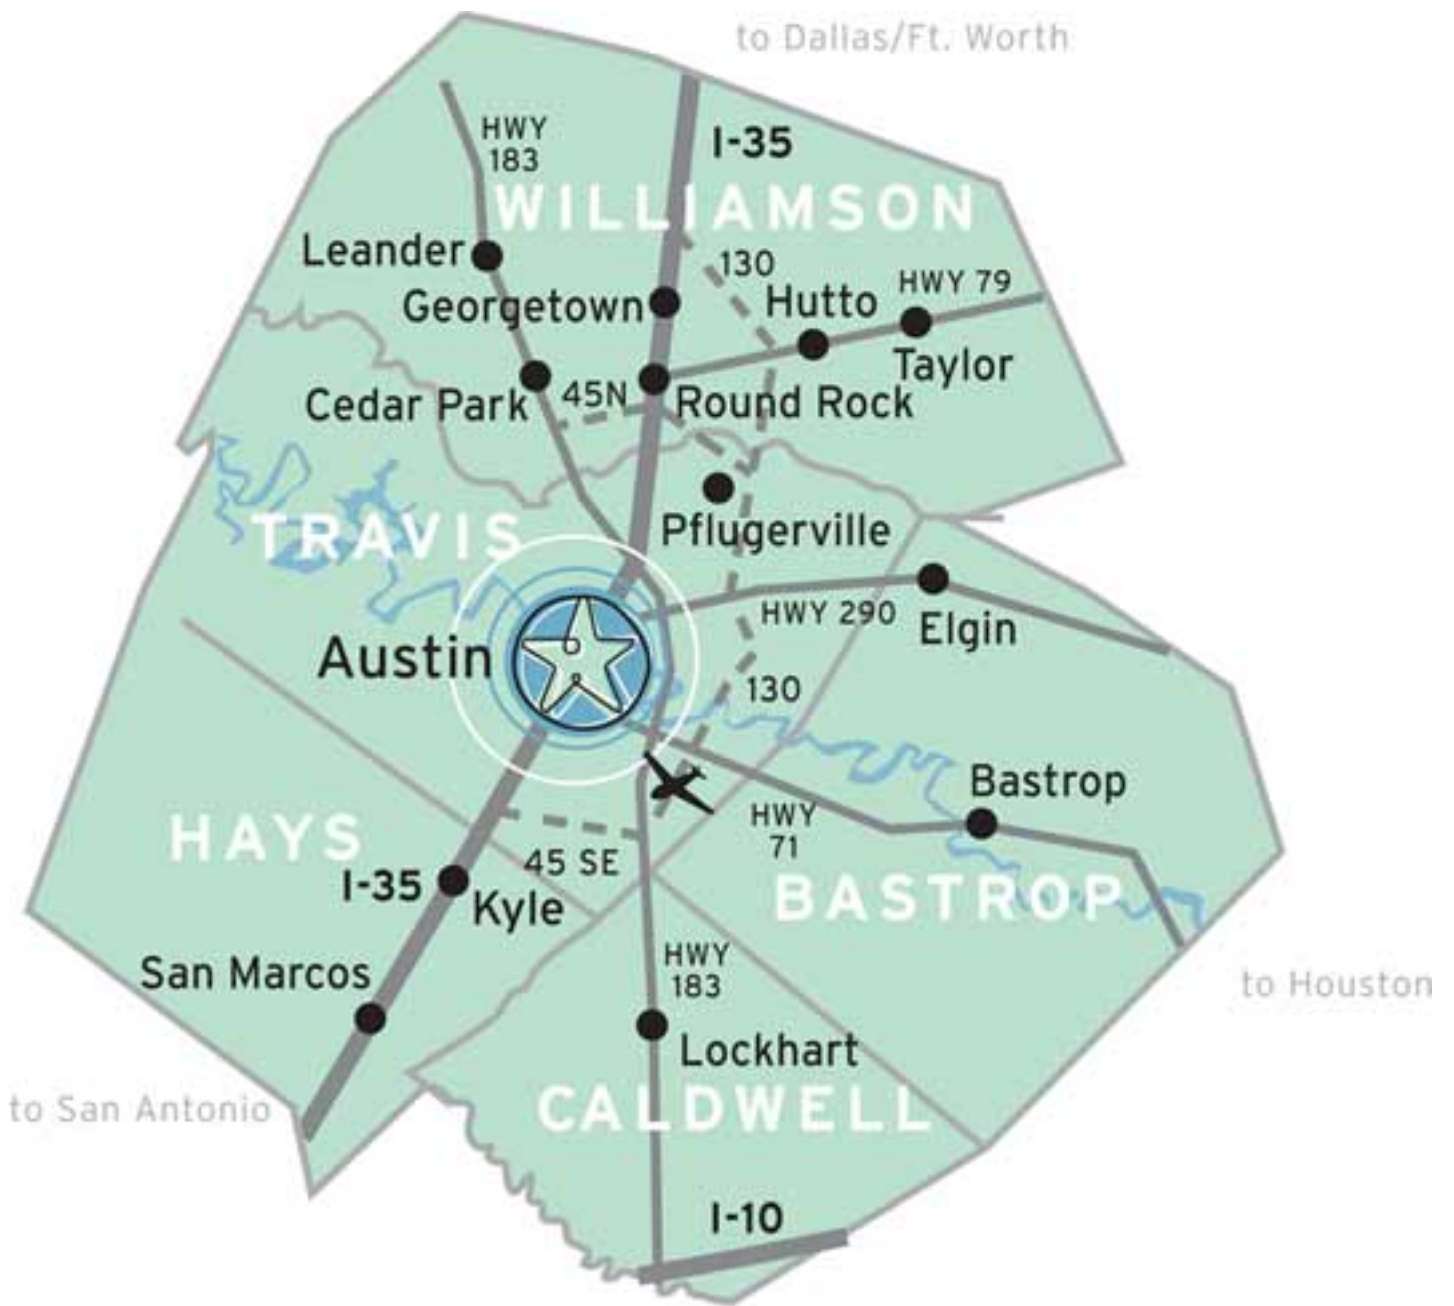 to Dallas/Ft. Worth
HWY
183
I-35
WILLIAMSON
Leander
130
HWY 79
Georgetown
Hutto
Taylor
Cedar Park
45N
Round Rock
TRAVIS
Pflugerville
HWY 290
Elgin
Austin
130
Bastrop
HWY
71
HAYS
45 SE
I-35
Kyle
BASTROP
San Marcos
HWY
183
to Houston
Lockhart
to San Antonio
CALDWELL
I-10